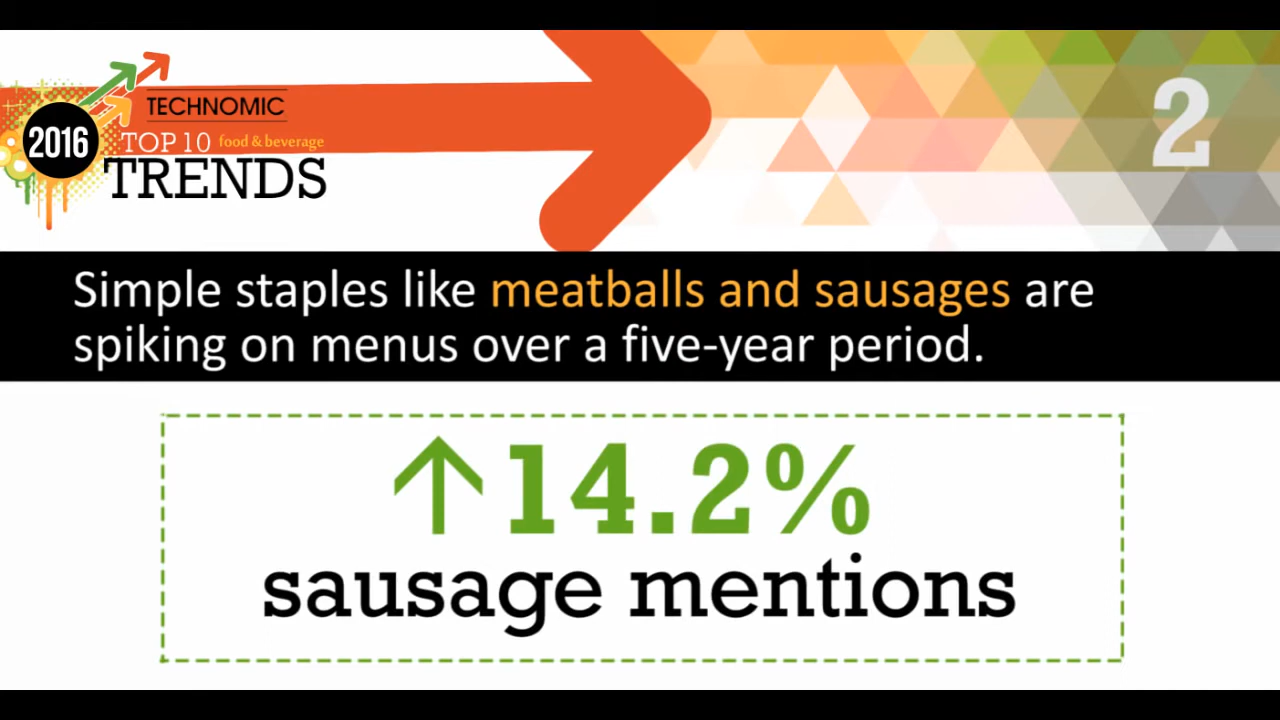 TECHNOMIC
2016
TOP 10 food & beverage
TRENDS
2
Simple staples like meatballs and sausages are
spiking on menus over a five-year period.
↑14.2%
sausage mentions